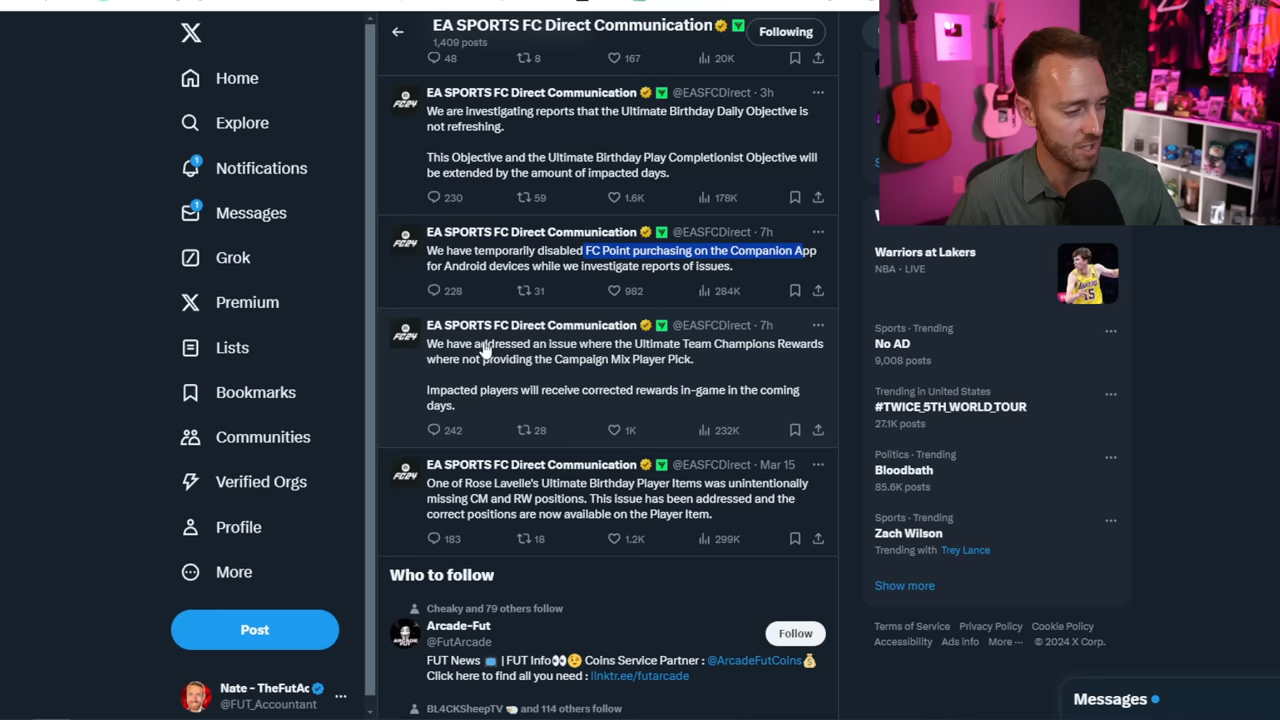 Home
Explore
1
Notifications
1
Messages
Grok
Premium
Lists
Bookmarks
Communities
Verified Orgs
Profile
More
Post
Nate - TheFutAc
@FUT_Accountant
EA SPORTS FC Direct Communication
1,409 posts
Following
48 8 167 20K
EA SPORTS FC Direct Communication @EASFCDirect · 3h
We are investigating reports that the Ultimate Birthday Daily Objective is
not refreshing.
This Objective and the Ultimate Birthday Play Completionist Objective will
be extended by the amount of impacted days.
230 59 1.6K 178K
EA SPORTS FC Direct Communication @EASFCDirect · 7h
We have temporarily disabled FC Point purchasing on the Companion App
for Android devices while we investigate reports of issues.
228 31 982 284K
EA SPORTS FC Direct Communication @EASFCDirect · 7h
We have addressed an issue where the Ultimate Team Champions Rewards
where not providing the Campaign Mix Player Pick.
Impacted players will receive corrected rewards in-game in the coming
days.
242 28 1K 232K
EA SPORTS FC Direct Communication @EASFCDirect · Mar 15
One of Rose Lavelle's Ultimate Birthday Player Items was unintentionally
missing CM and RW positions. This issue has been addressed and the
correct positions are now available on the Player Item.
183 18 1.2K 299K
Who to follow
Cheaky and 79 others follow
Arcade-Fut
@FutArcade
Follow
FUT News 📧 | FUT Info👀😉 Coins Service Partner : @ArcadeFutCoins💰
Click here to find all you need : linktr.ee/futarcade
BL4CKSheepTV and 114 others follow
Warriors at Lakers
NBA · LIVE
Sports · Trending
No AD
9,008 posts
Trending in United States
#TWICE_5TH_WORLD_TOUR
27.1K posts
Politics · Trending
Bloodbath
85.6K posts
Sports · Trending
Zach Wilson
Trending with Trey Lance
Show more
Terms of Service Privacy Policy Cookie Policy
Accessibility Ads info More ··· © 2024 X Corp.
Messages